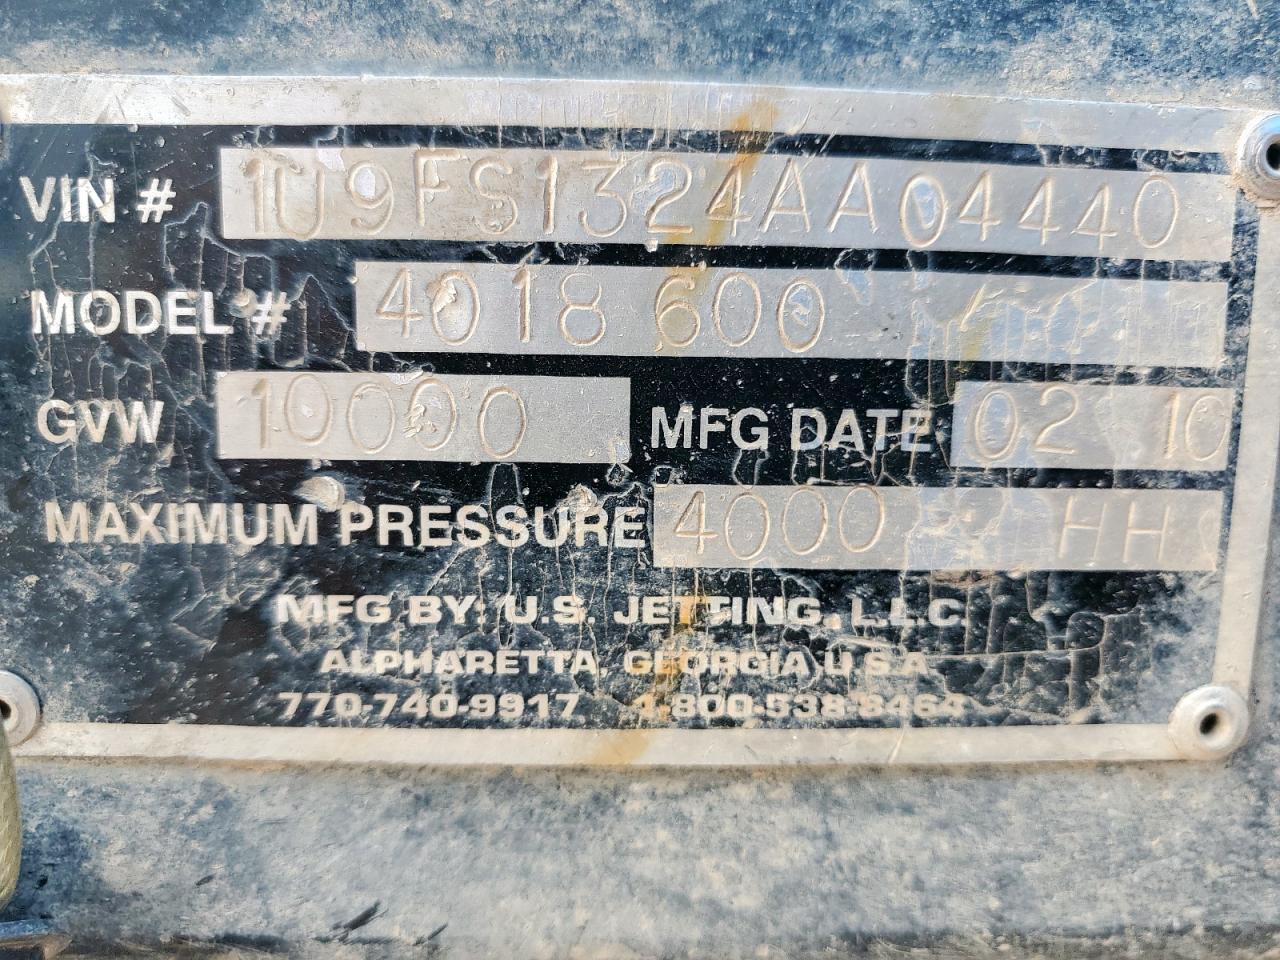 VIN # 1U9FS1324AA04440
MODEL # 4018 600
GVW 10000 MFG DATE 02 10
MAXIMUM PRESSURE 4000 HH
MFG BY: U.S. JETTING, L.L.C.
ALPHARETTA, GEORGIA U.S.A.
770-740-9917 1-800-538-8464